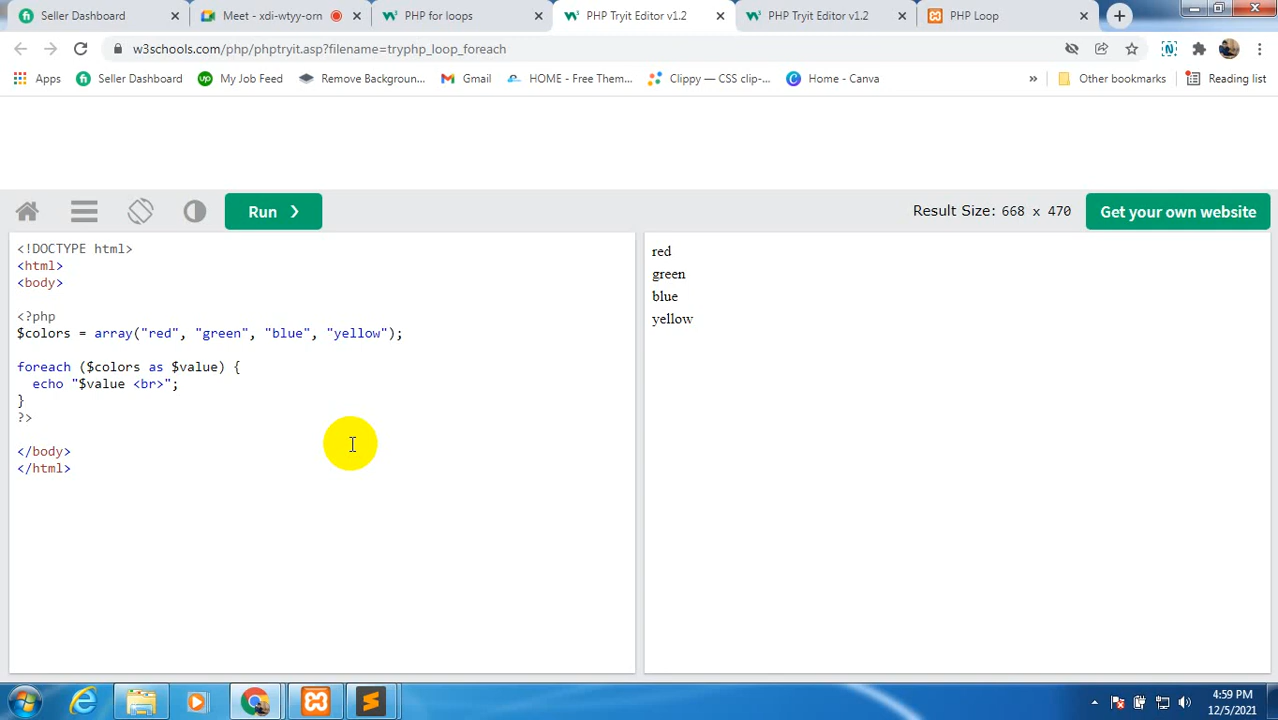 Seller Dashboard
Meet - xdi-wtyy-orn
PHP for loops
PHP Tryit Editor v1.2
PHP Tryit Editor v1.2
PHP Loop
w3schools.com/php/phptryit.asp?filename=tryphp_loop_foreach
Apps
Seller Dashboard
My Job Feed
Remove Backgroun...
Gmail
HOME - Free Them...
Clippy — CSS clip-...
Home - Canva
»
Other bookmarks
Reading list
Run ❯
Result Size: 668 x 470
Get your own website
<!DOCTYPE html>
<html>
<body>
<?php
$colors = array("red", "green", "blue", "yellow");
foreach ($colors as $value) {
echo "$value <br>";
}
?>
</body>
</html>
red
green
blue
yellow
4:59 PM
12/5/2021